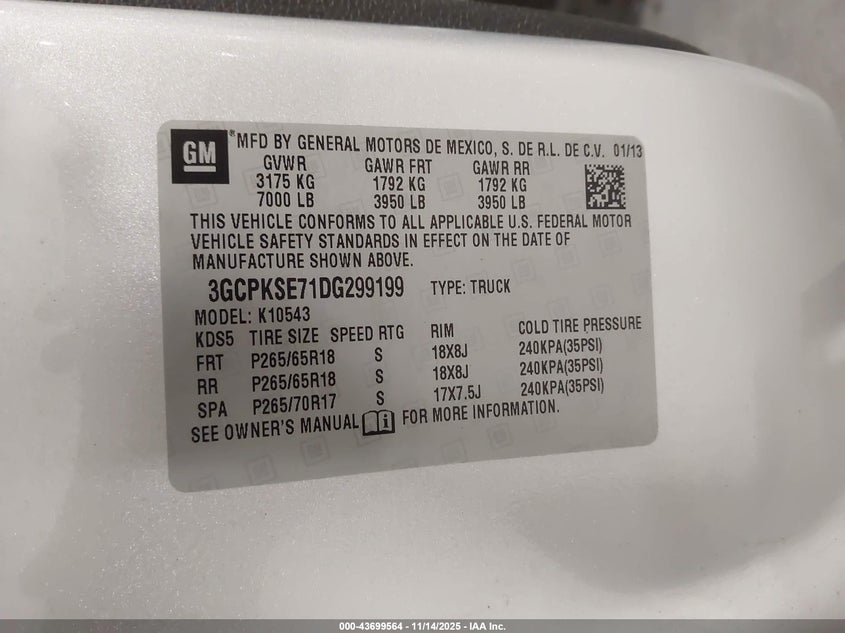 GM ® MFD BY GENERAL MOTORS DE MEXICO, S. DE R.L. DE C.V. 01/13
GVWR GAWR FRT GAWR RR
3175 KG 1792 KG 1792 KG
7000 LB 3950 LB 3950 LB
THIS VEHICLE CONFORMS TO ALL APPLICABLE U.S. FEDERAL MOTOR
VEHICLE SAFETY STANDARDS IN EFFECT ON THE DATE OF
MANUFACTURE SHOWN ABOVE.
3GCPKSE71DG299199 TYPE: TRUCK
MODEL: K10543
KDS5 TIRE SIZE SPEED RTG RIM COLD TIRE PRESSURE
FRT P265/65R18 S 18X8J 240KPA(35PSI)
RR P265/65R18 S 18X8J 240KPA(35PSI)
SPA P265/70R17 S 17X7.5J 240KPA(35PSI)
SEE OWNER'S MANUAL FOR MORE INFORMATION.
000-43699564 | 11/14/2025 - IAA Inc.